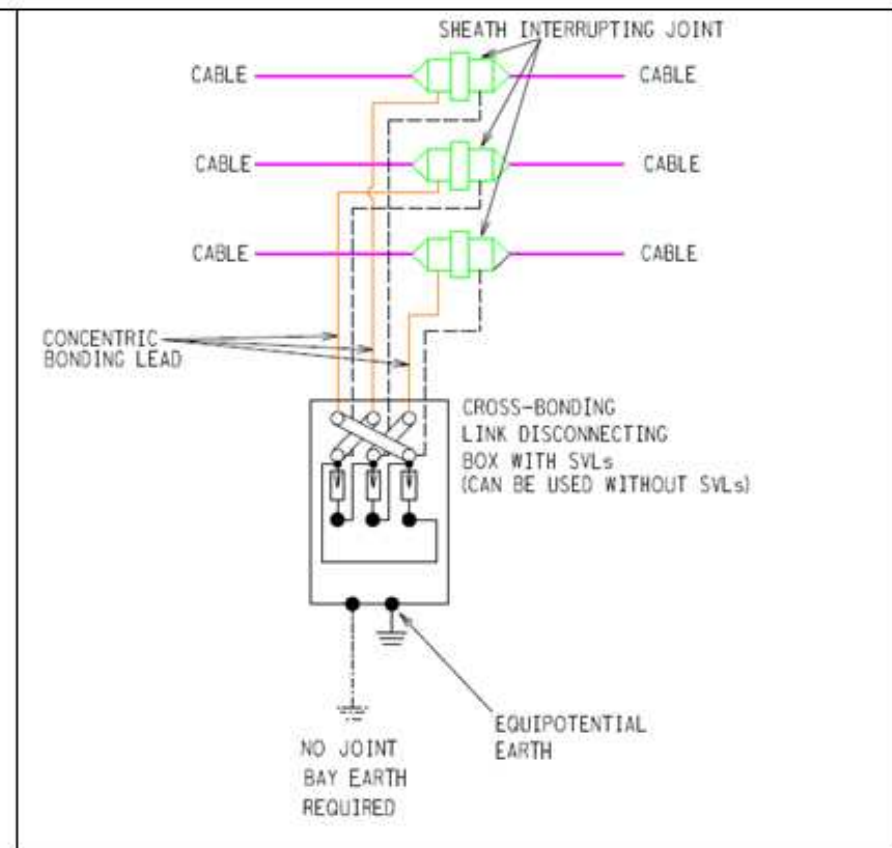 SHEATH INTERRUPTING JOINT
CABLE
CABLE
CABLE
CABLE
CABLE
CABLE
CONCENTRIC
BONDING LEAD
CROSS-BONDING
LINK DISCONNECTING
BOX WITH SVLs
(CAN BE USED WITHOUT SVLs)
EQUIPOTENTIAL
EARTH
NO JOINT
BAY EARTH
REQUIRED